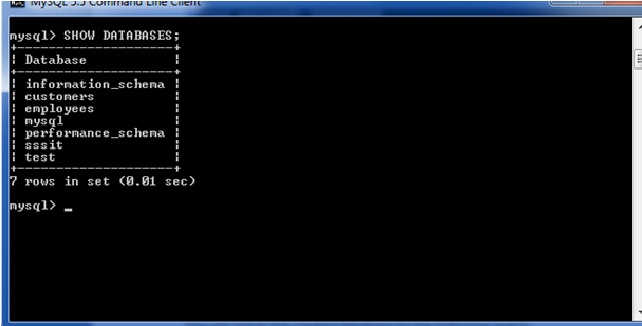 MySQL 5.5 Command Line Client
mysql> SHOW DATABASES;
+--------------------+
| Database           |
+--------------------+
| information_schema |
| customers          |
| employees          |
| mysql              |
| performance_schema |
| sssit              |
| test               |
+--------------------+
7 rows in set (0.01 sec)
mysql> _